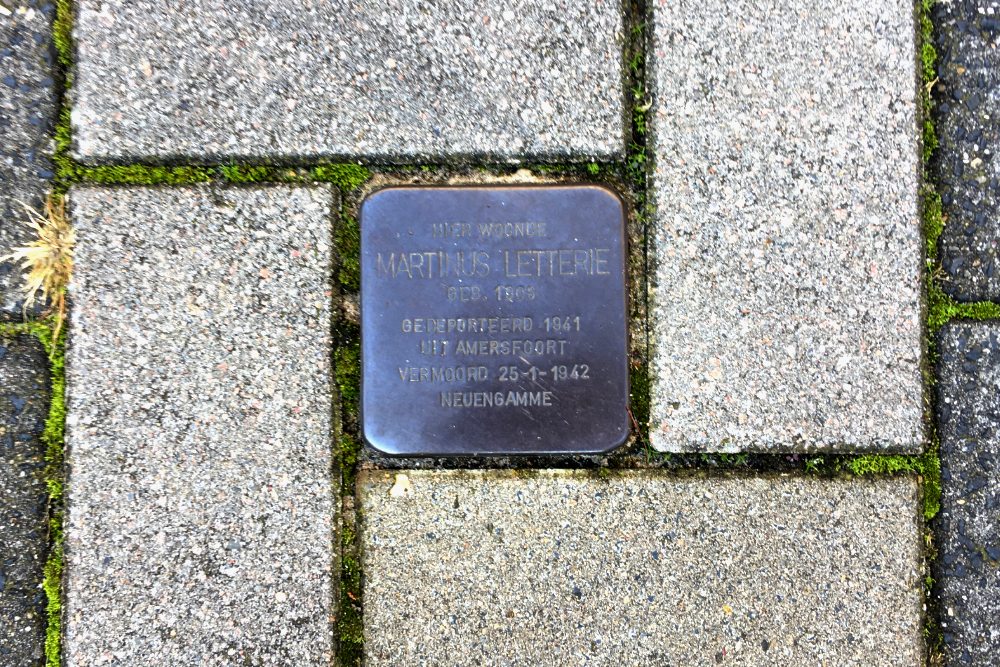 HIER WOONDE
MARTINUS LETTERIE
GEB.
GEDEPORTEERD 1941
UIT AMERSFOORT
VERMOORD 25-1-1942
NEUENGAMME